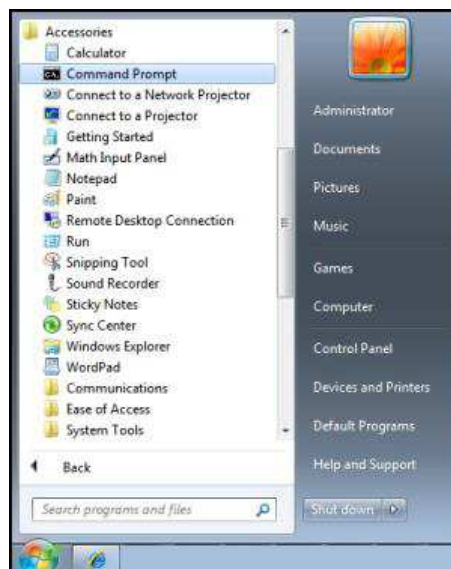 Accessories
Calculator
Command Prompt
Connect to a Network Projector
Connect to a Projector
Getting Started
Math Input Panel
Notepad
Paint
Remote Desktop Connection
Run
Snipping Tool
Sound Recorder
Sticky Notes
Sync Center
Windows Explorer
WordPad
Communications
Ease of Access
System Tools
Back
Search programs and files
Administrator
Documents
Pictures
Music
Games
Computer
Control Panel
Devices and Printers
Default Programs
Help and Support
Shut down